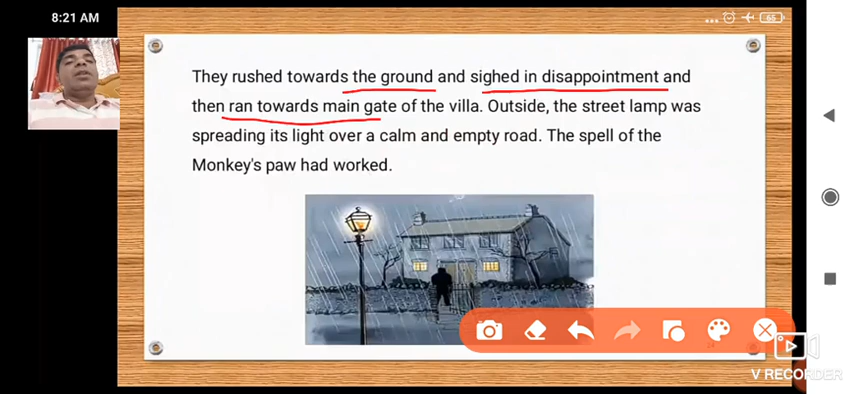 8:21 AM
65
They rushed towards the ground and sighed in disappointment and
then ran towards main gate of the villa. Outside, the street lamp was
spreading its light over a calm and empty road. The spell of the
Monkey's paw had worked.
V RECORDER